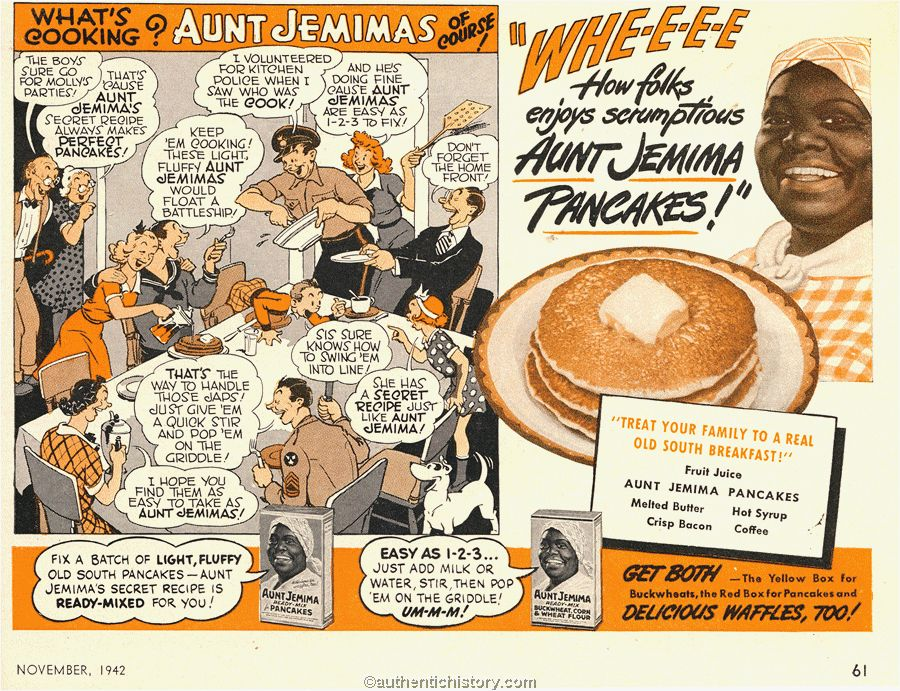 WHAT'S
COOKING?
AUNT JEMIMAS
OF
COURSE!
THE BOYS
SURE GO
FOR MOLLY'S
PARTIES!
THAT'S
'CAUSE
AUNT
JEMIMA'S
SECRET RECIPE
ALWAYS MAKES
PERFECT
PANCAKES!
I VOLUNTEERED
FOR KITCHEN
POLICE WHEN I
SAW WHO WAS
THE COOK!
AND HE'S
DOING FINE
CAUSE AUNT
JEMIMAS
ARE EASY AS
1-2-3 TO FIX!
KEEP
'EM COOKING!
THESE LIGHT,
FLUFFY AUNT
JEMIMAS
WOULD
FLOAT A
BATTLESHIP!
DON'T
FORGET
THE HOME
FRONT!
SIS SURE
KNOWS HOW
TO SWING 'EM
INTO LINE!
THAT'S THE
WAY TO HANDLE
THOSE JAPS!
JUST GIVE 'EM
A QUICK STIR
AND POP 'EM
ON THE
GRIDDLE!
SHE HAS
A SECRET
RECIPE JUST
LIKE AUNT
JEMIMA!
I HOPE YOU
FIND THEM AS
EASY TO TAKE AS
AUNT JEMIMAS!
"WHE-E-E-E
How folks
enjoys scrumptious
AUNT JEMIMA
PANCAKES!"
"TREAT YOUR FAMILY TO A REAL
OLD SOUTH BREAKFAST!"
Fruit Juice
AUNT JEMIMA PANCAKES
Melted Butter Hot Syrup
Crisp Bacon Coffee
FIX A BATCH OF LIGHT, FLUFFY
OLD SOUTH PANCAKES—AUNT
JEMIMA'S SECRET RECIPE IS
READY-MIXED FOR YOU!
AUNT JEMIMA
READY-MIX
for PANCAKES
EASY AS 1-2-3...
JUST ADD MILK OR
WATER, STIR, THEN POP
'EM ON THE GRIDDLE!
UM-M-M!
AUNT JEMIMA
READY-MIX
BUCKWHEAT, CORN
& WHEAT FLOUR
GET BOTH —The Yellow Box for
Buckwheats, the Red Box for Pancakes and
DELICIOUS WAFFLES, TOO!
NOVEMBER, 1942
61
©authentichistory.com